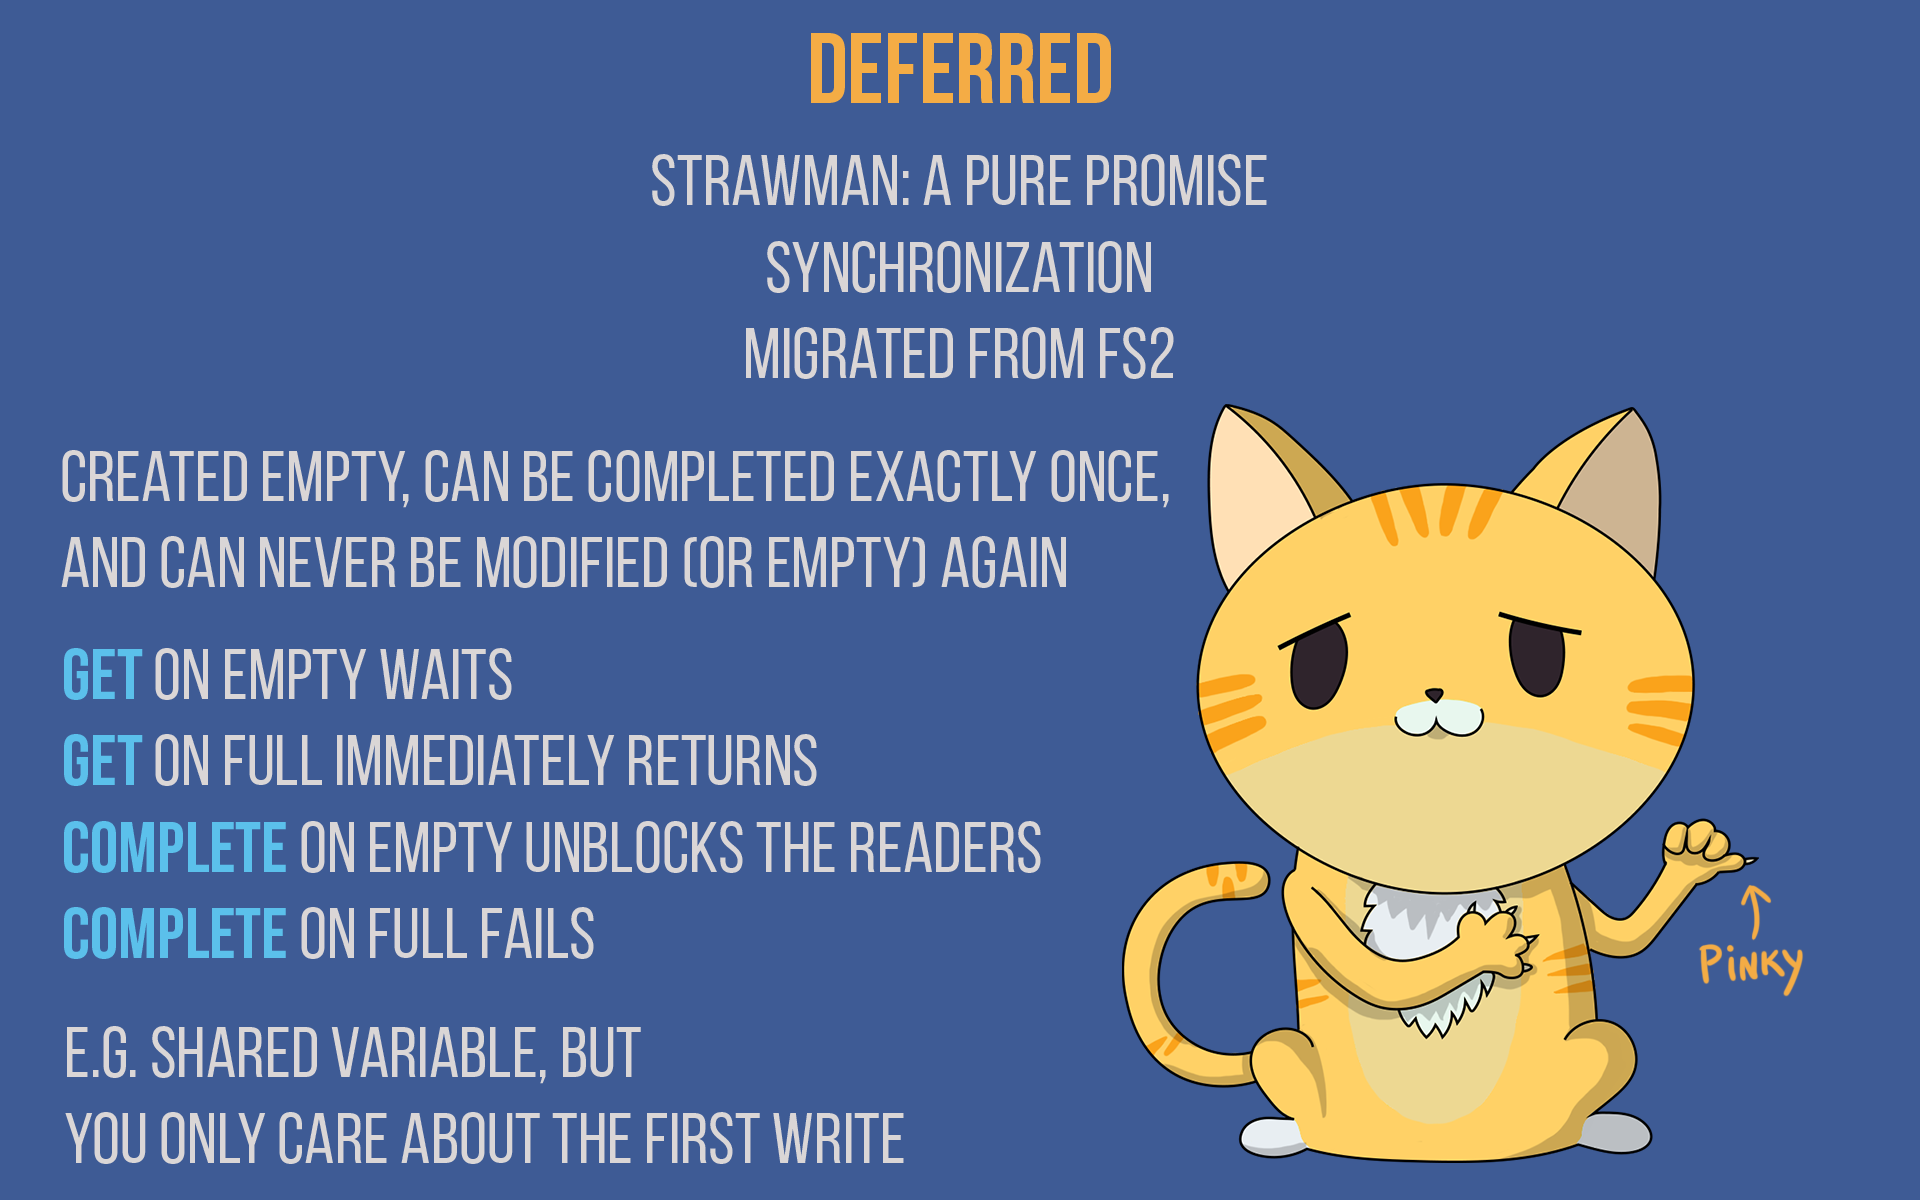 DEFERRED
STRAWMAN: A PURE PROMISE
SYNCHRONIZATION
MIGRATED FROM FS2
CREATED EMPTY, CAN BE COMPLETED EXACTLY ONCE,
AND CAN NEVER BE MODIFIED (OR EMPTY) AGAIN
GET ON EMPTY WAITS
GET ON FULL IMMEDIATELY RETURNS
COMPLETE ON EMPTY UNBLOCKS THE READERS
COMPLETE ON FULL FAILS
PINKY
E.G. SHARED VARIABLE, BUT
YOU ONLY CARE ABOUT THE FIRST WRITE